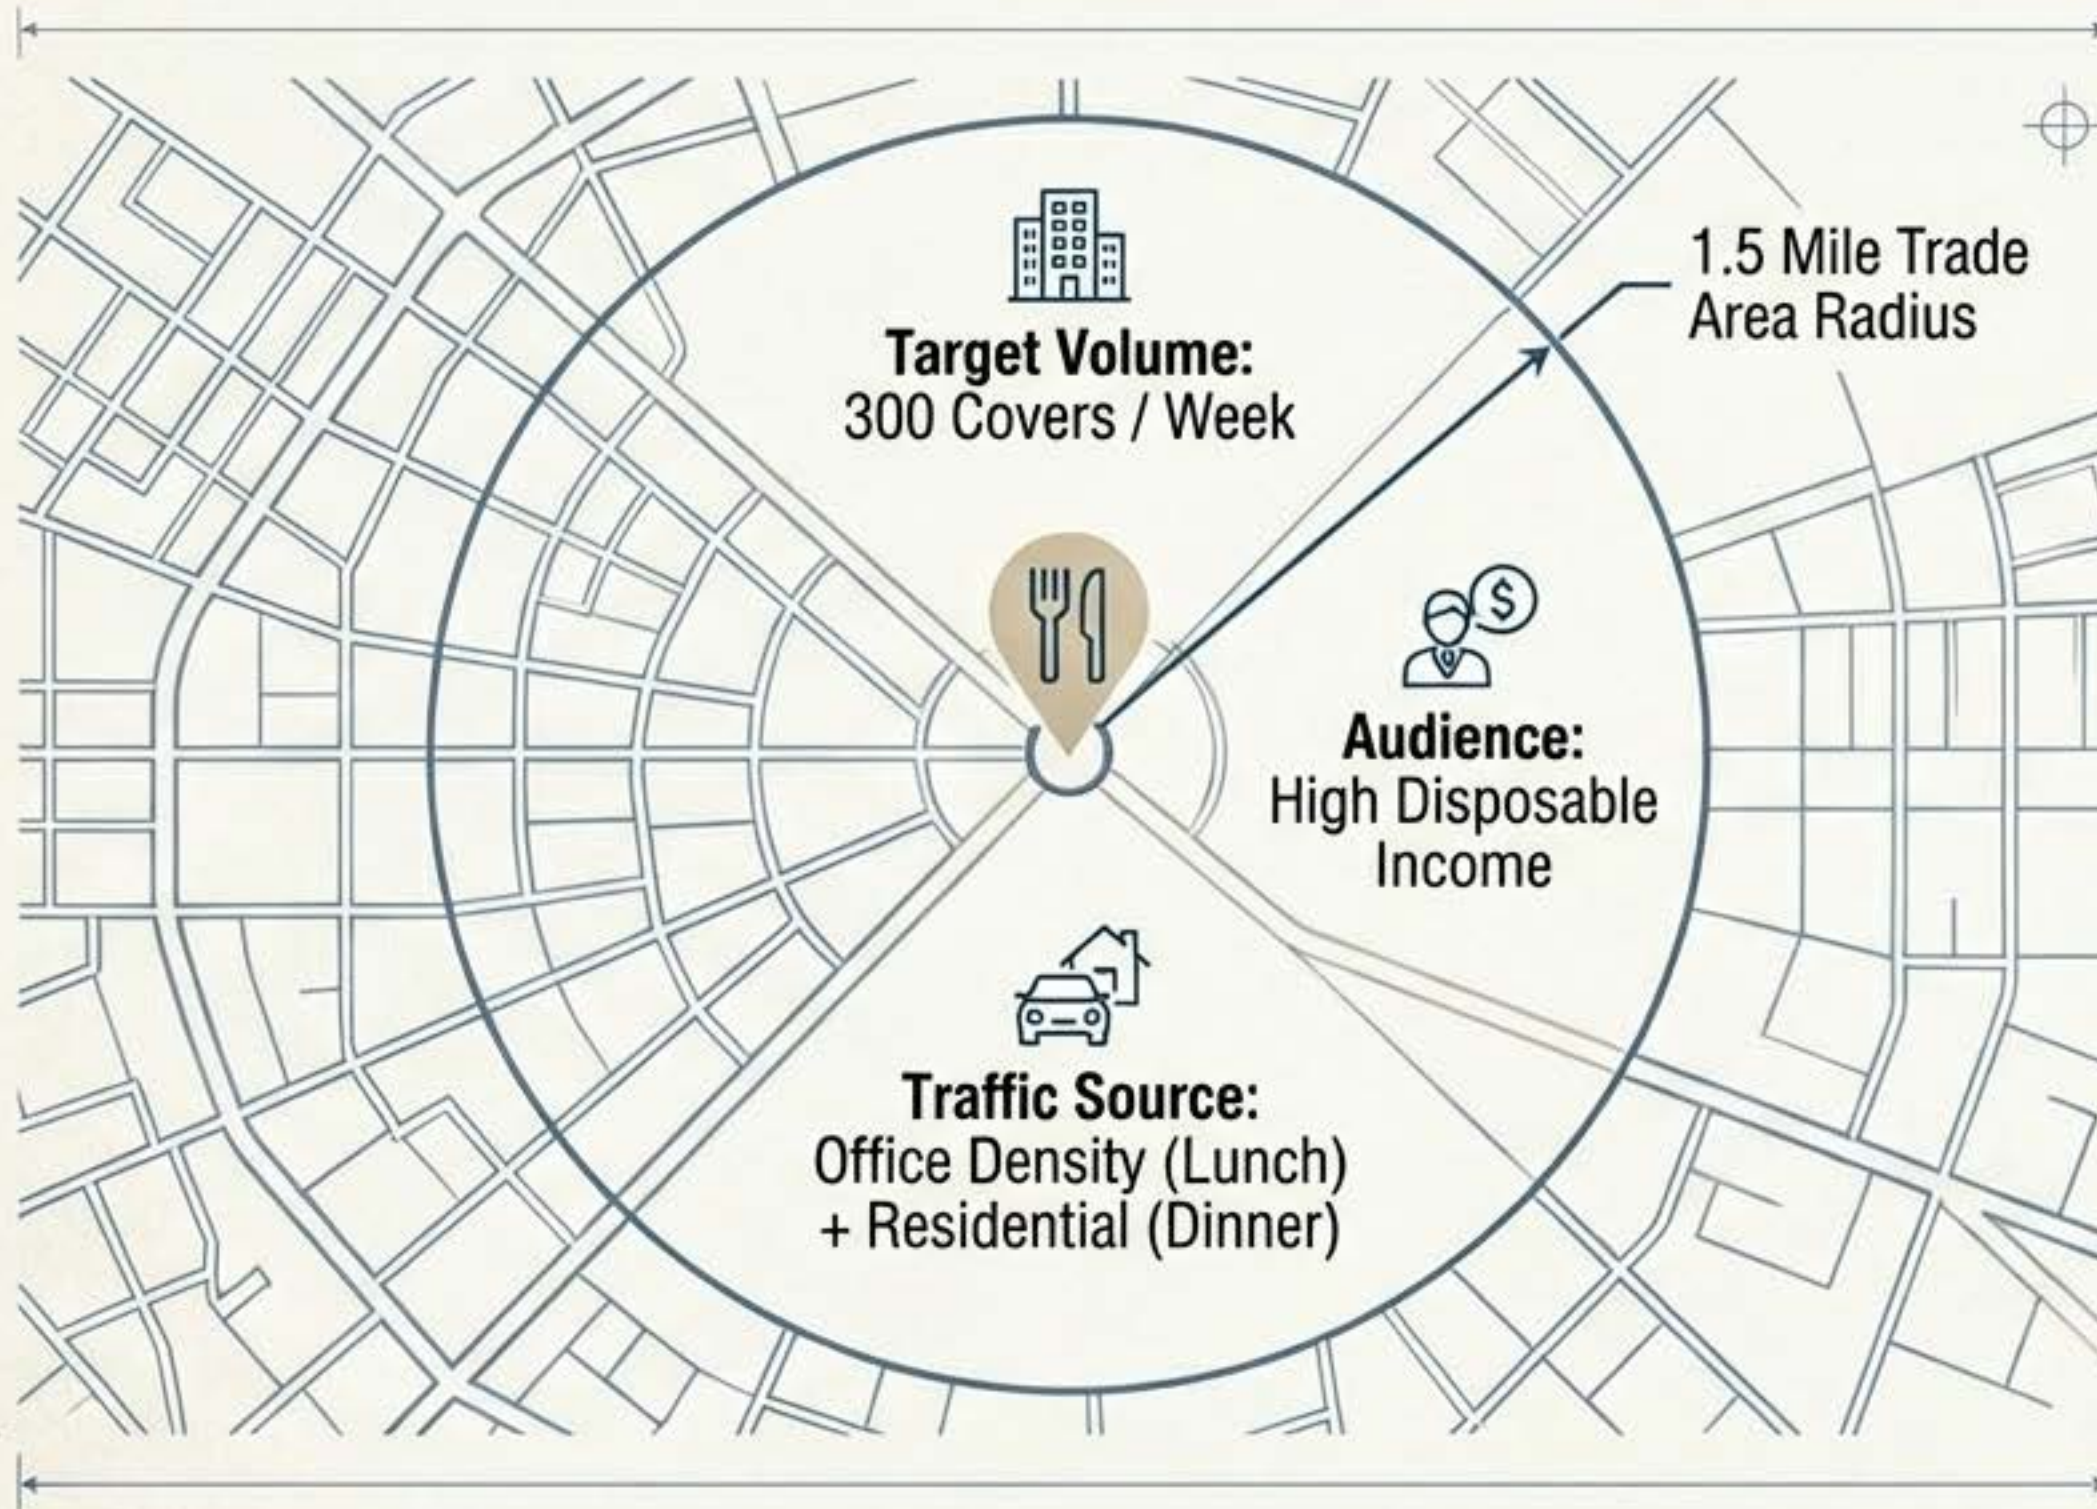 1.5 Mile Trade
Area Radius
Target Volume:
300 Covers / Week
$
Audience:
High Disposable
Income
Traffic Source:
Office Density (Lunch)
+ Residential (Dinner)